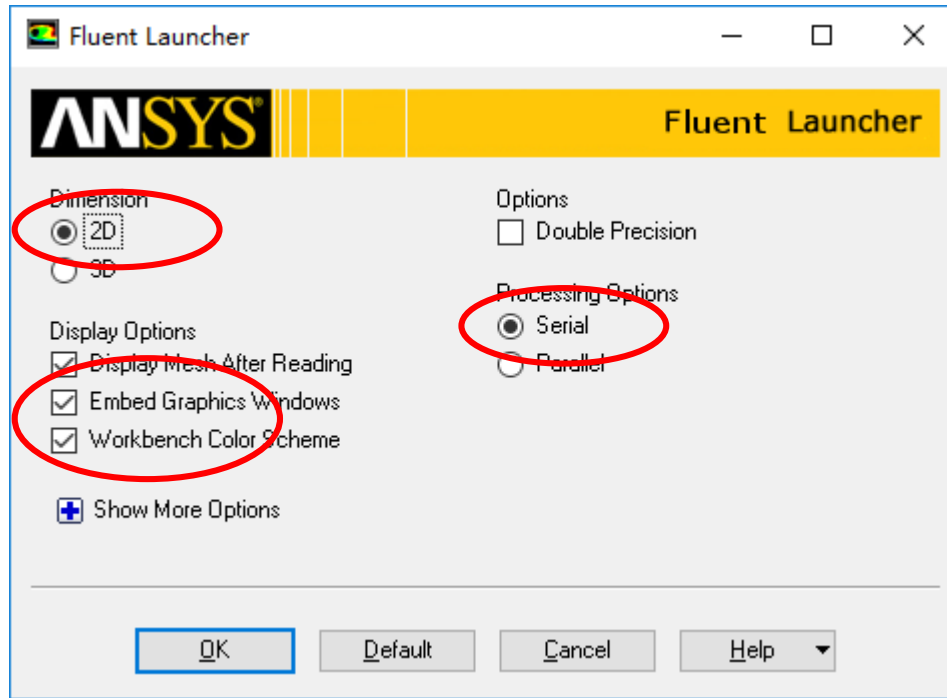 Fluent Launcher
ANSYS®
Fluent Launcher
Dimension
2D
3D
Display Options
Display Mesh After Reading
Embed Graphics Windows
Workbench Color Scheme
Show More Options
Options
Double Precision
Processing Options
Serial
Parallel
OK
Default
Cancel
Help